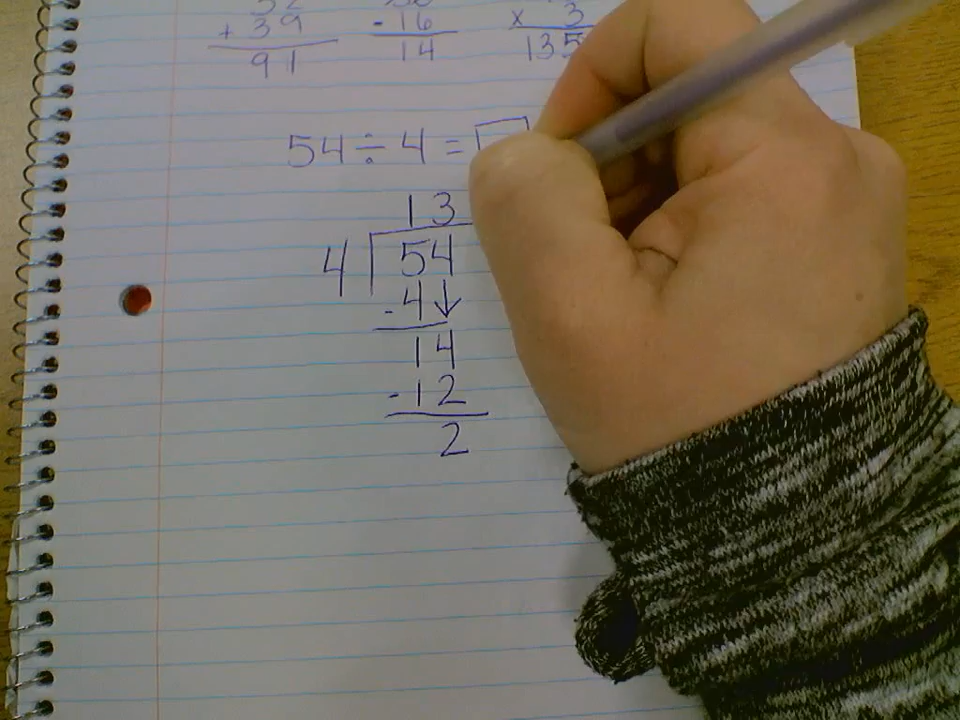 + 39 - 16 x 3
91 14 135
54 ÷ 4 =
13
4 54
- 4 ↓
14
- 12
2